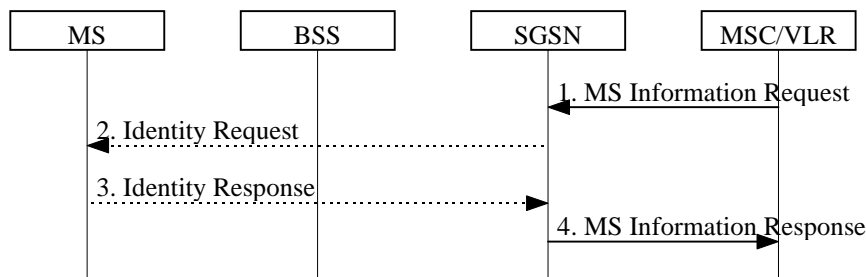 MS
BSS
SGSN
MSC/VLR
1. MS Information Request
2. Identity Request
3. Identity Response
4. MS Information Response